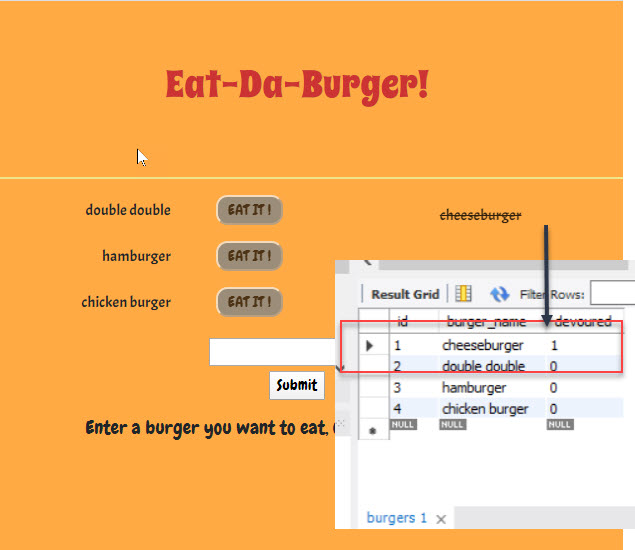 Eat-Da-Burger!
double double EAT IT!
cheeseburger
hamburger EAT IT!
chicken burger EAT IT!
Submit
Enter a burger you want to eat,
Result Grid Filter Rows:
id burger_name devoured
1 cheeseburger 1
2 double double 0
3 hamburger 0
4 chicken burger 0
NULL NULL NULL
burgers 1